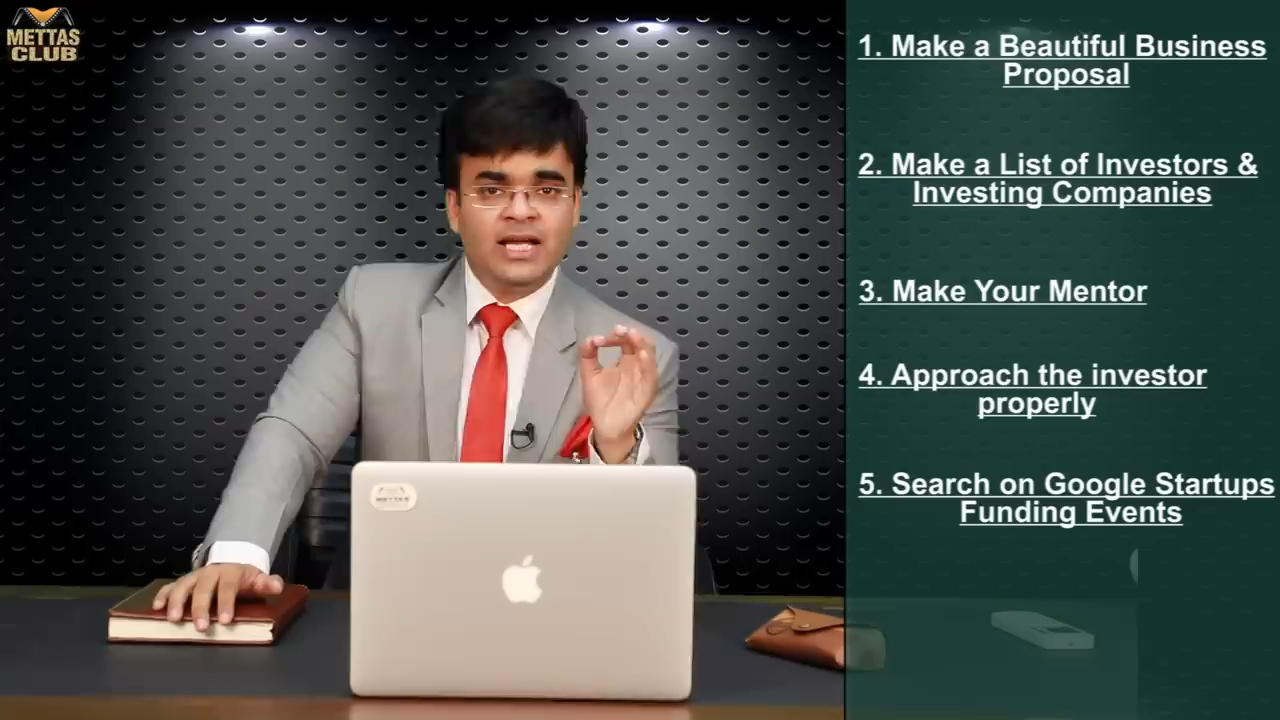 METTAS
CLUB
1. Make a Beautiful Business
Proposal
2. Make a List of Investors &
Investing Companies
3. Make Your Mentor
4. Approach the investor
properly
5. Search on Google Startups
Funding Events
METTAS